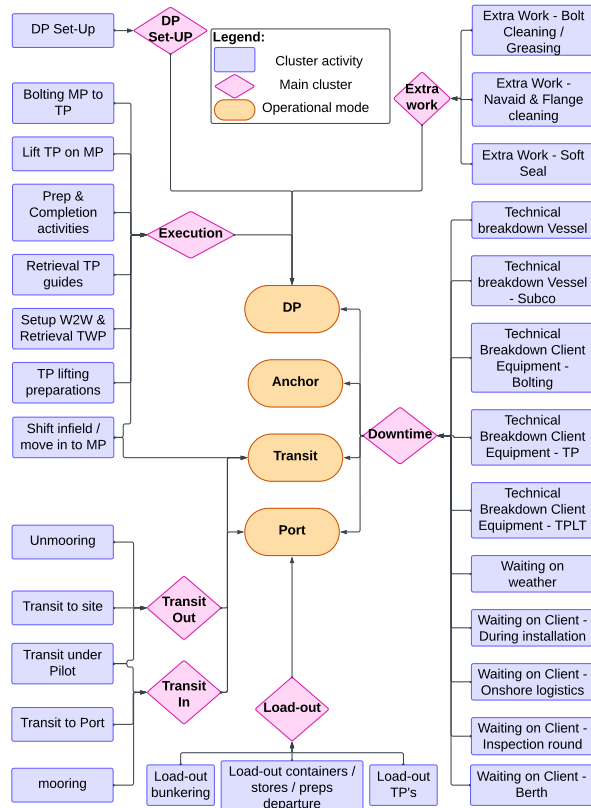 DP Set-Up
DP
Set-UP
Legend:
Cluster activity
Main cluster
Operational mode
Extra
work
Extra Work - Bolt
Cleaning /
Greasing
Extra Work -
Navaid & Flange
cleaning
Extra Work - Soft
Seal
Bolting MP to
TP
Lift TP on MP
Prep &
Completion
activities
Retrieval TP
guides
Setup W2W &
Retrieval TWP
TP lifting
preparations
Shift infield /
move in to MP
Execution
DP
Anchor
Transit
Port
Downtime
Technical
breakdown Vessel
Technical
breakdown Vessel
- Subco
Technical
Breakdown Client
Equipment -
Bolting
Technical
Breakdown Client
Equipment - TP
Technical
Breakdown Client
Equipment - TPLT
Waiting on
weather
Waiting on Client -
During installation
Waiting on Client -
Onshore logistics
Waiting on Client -
Inspection round
Waiting on Client -
Berth
Unmooring
Transit to site
Transit under
Pilot
Transit to Port
mooring
Transit
Out
Transit
In
Load-out
Load-out
bunkering
Load-out containers /
stores / preps
departure
Load-out
TP's